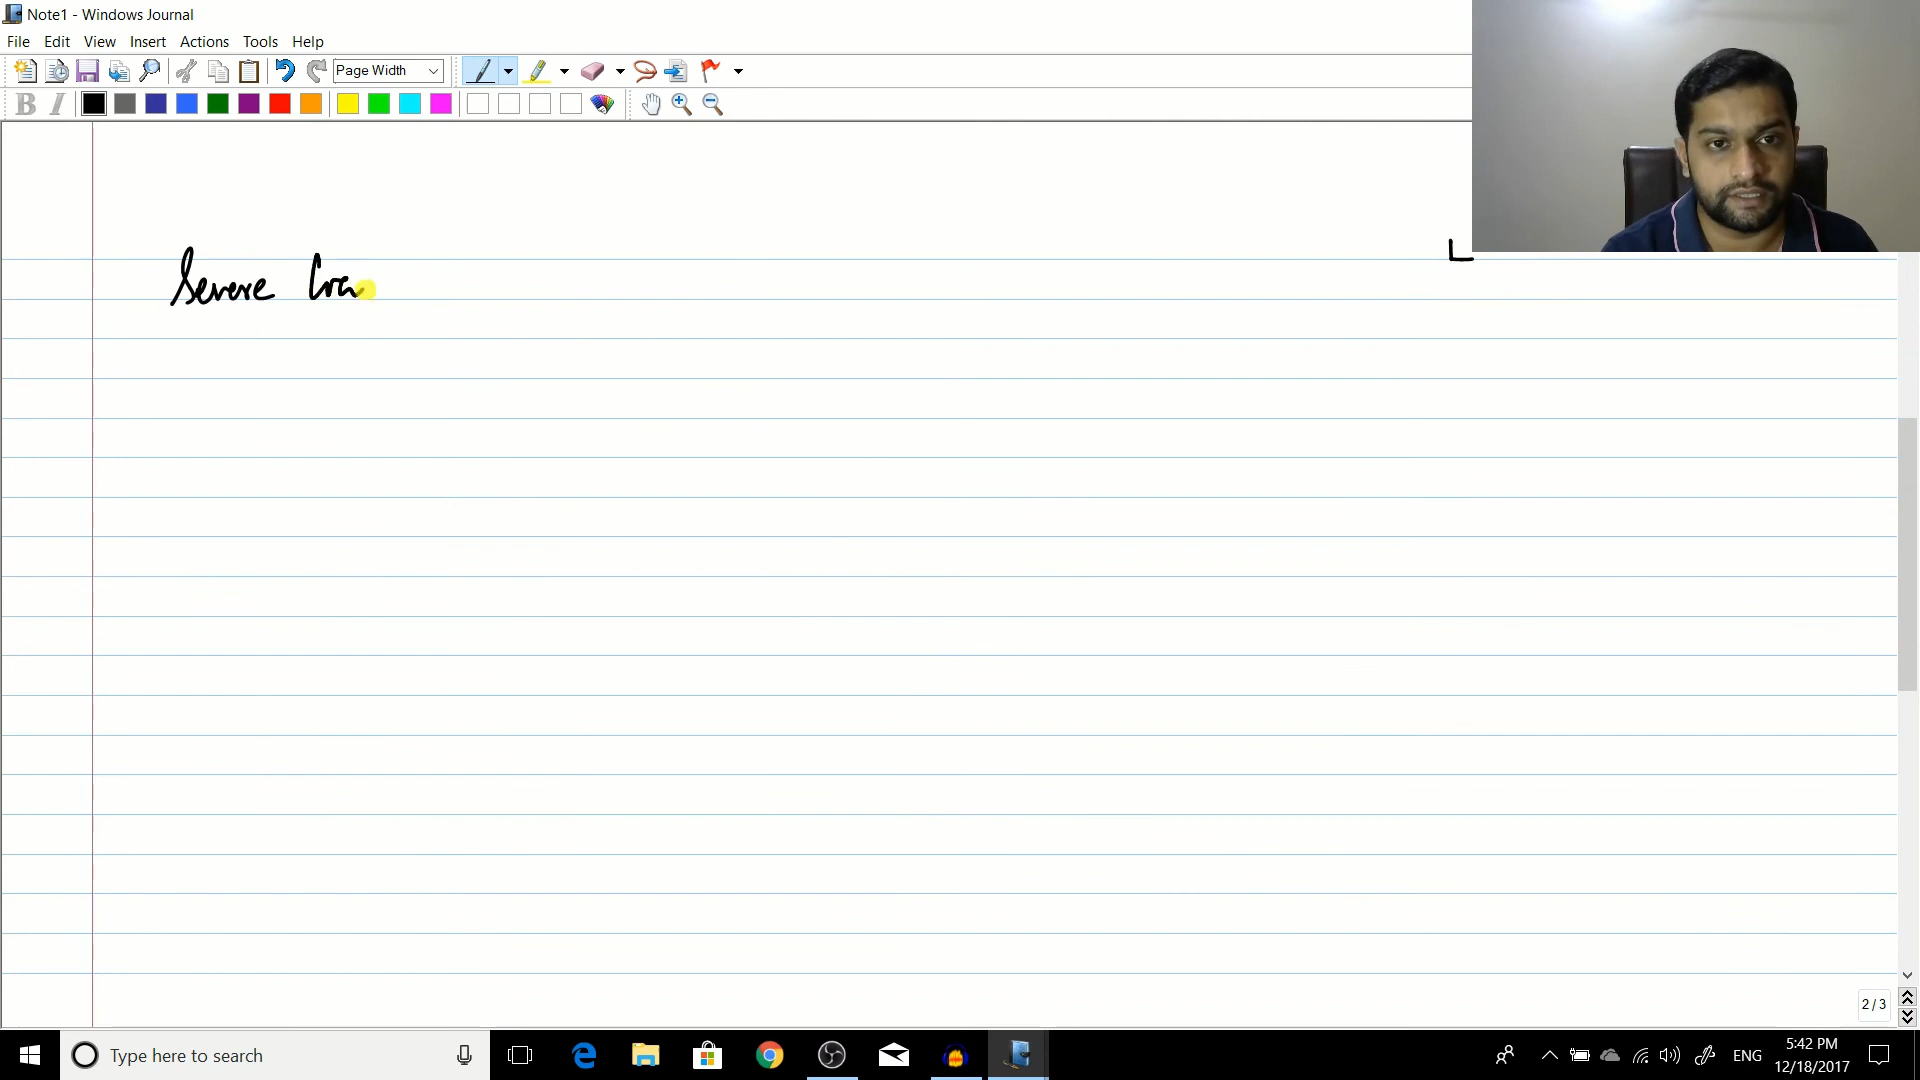 Note1 - Windows Journal
File Edit View Insert Actions Tools Help
Page Width
B I
Severe Cra
2 / 3
Type here to search
ENG
5:42 PM
12/18/2017